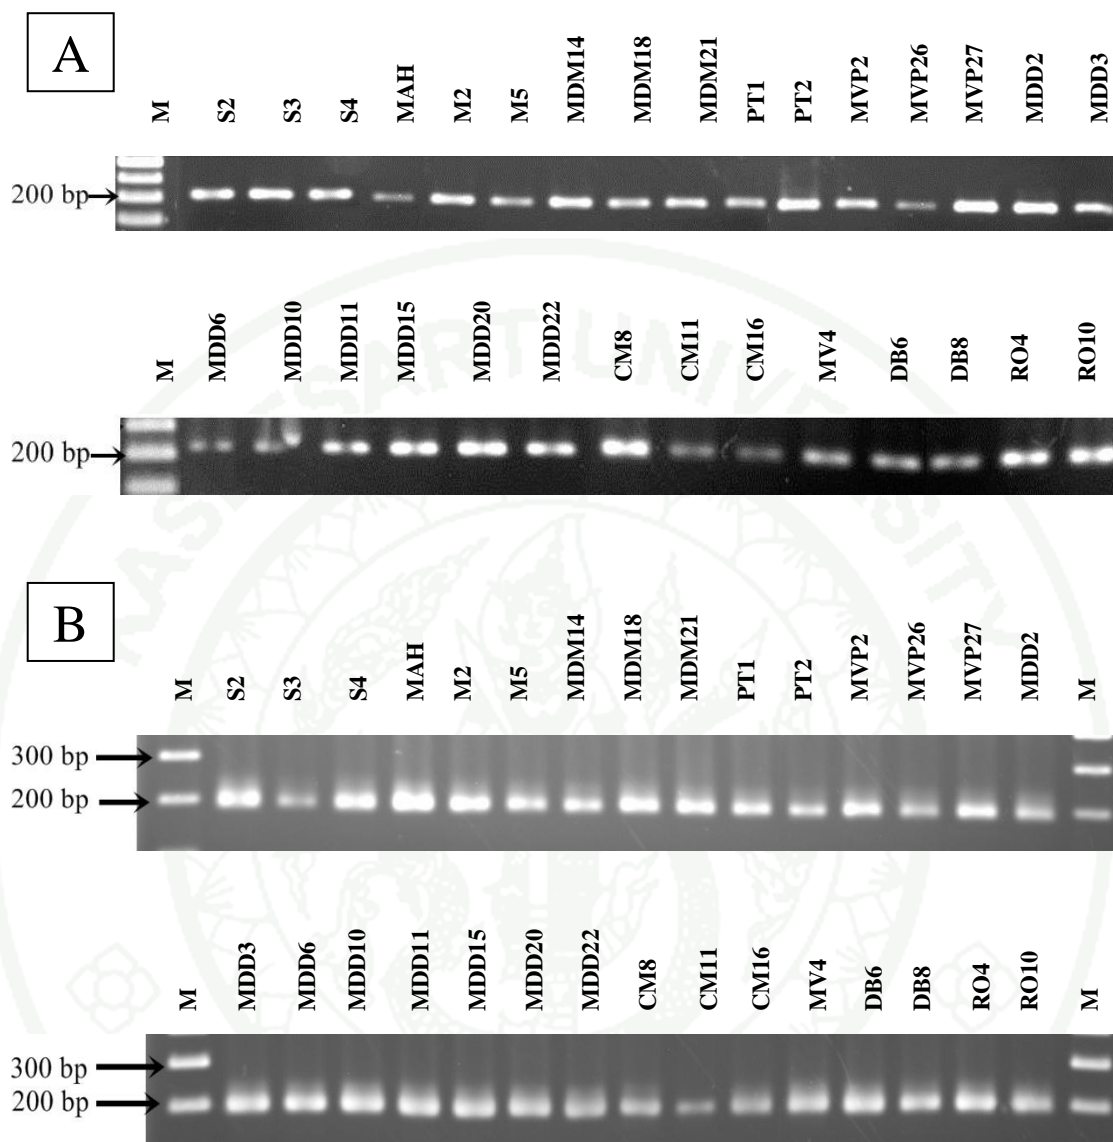 A
M S2 S3 S4 MAH M2 M5 MDM14 MDM18 MDM21 PT1 PT2 MVP2 MVP26 MVP27 MDD2 MDD3
200 bp
M MDD6 MDD10 MDD11 MDD15 MDD20 MDD22 CM8 CM11 CM16 MV4 DB6 DB8 RO4 RO10
200 bp
KASETSART UNIVERSITY
B
M S2 S3 S4 MAH M2 M5 MDM14 MDM18 MDM21 PT1 PT2 MVP2 MVP26 MVP27 MDD2 M
300 bp
200 bp
M MDD3 MDD6 MDD10 MDD11 MDD15 MDD20 MDD22 CM8 CM11 CM16 MV4 DB6 DB8 RO4 RO10 M
300 bp
200 bp